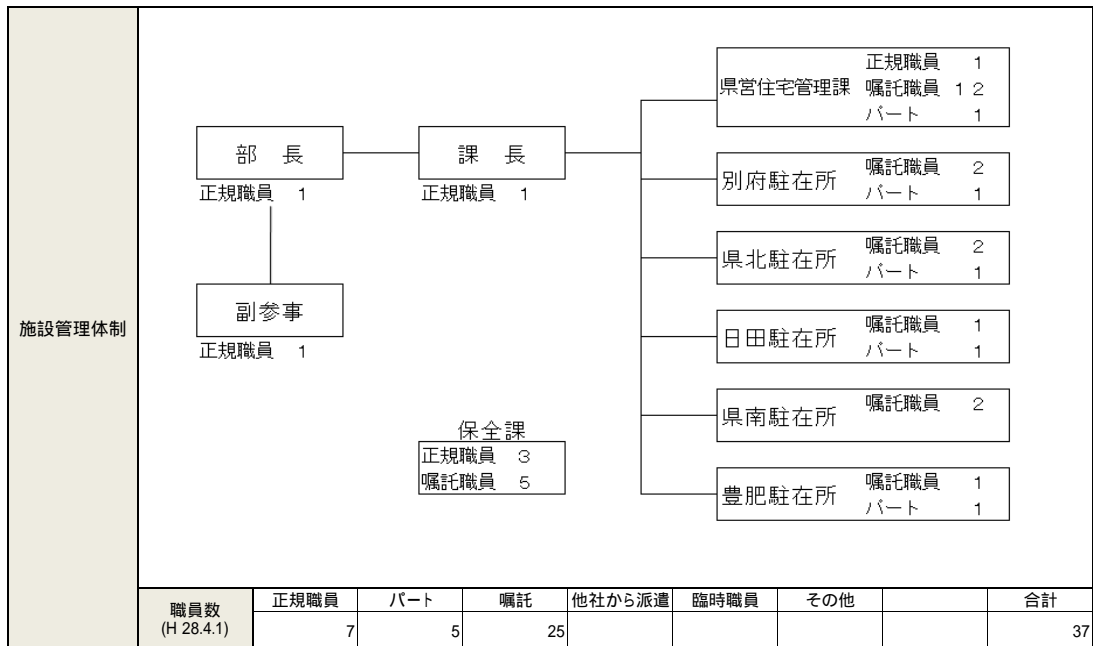 施設管理体制
部 長
正規職員 1
副参事
正規職員 1
課 長
正規職員 1
保全課
正規職員 3
嘱託職員 5
県営住宅管理課
正規職員 1
嘱託職員 12
パート 1
別府駐在所
嘱託職員 2
パート 1
県北駐在所
嘱託職員 2
パート 1
日田駐在所
嘱託職員 1
パート 1
県南駐在所
嘱託職員 2
豊肥駐在所
嘱託職員 1
パート 1
職員数
(H 28.4.1)
正規職員 パート 嘱託 他社から派遣 臨時職員 その他 合計
7 5 25 37